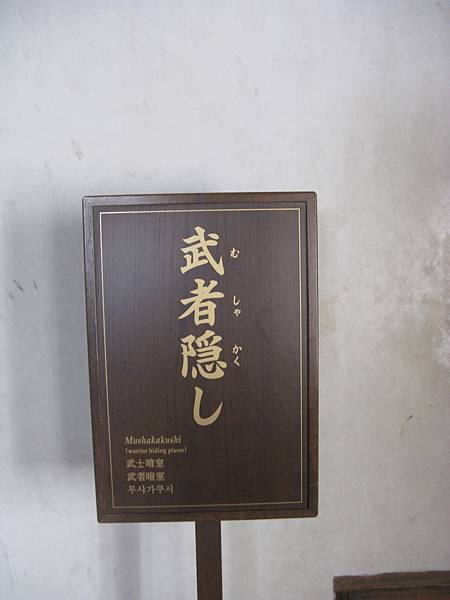 武者隠し
む しゃ かく
Mushakakushi
(warrior hiding places)
武士暗室
武者暗室
무사가쿠시